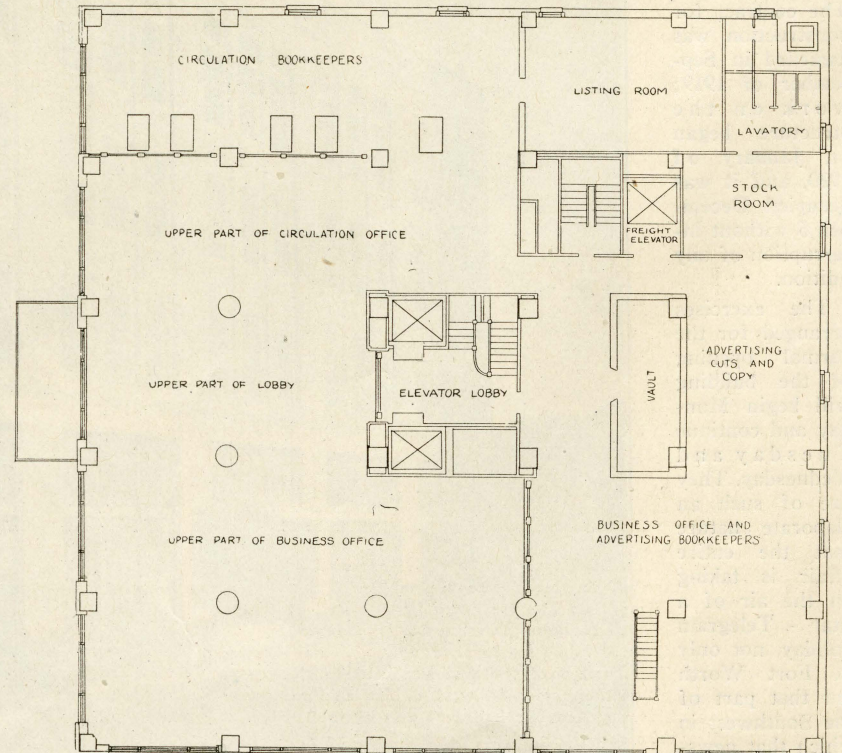 CIRCULATION BOOKKEEPERS
LISTING ROOM
LAVATORY
STOCK
ROOM
FREIGHT
ELEVATOR
UPPER PART OF CIRCULATION OFFICE
UPPER PART OF LOBBY
ELEVATOR LOBBY
VAULT
ADVERTISING
CUTS AND
COPY
UPPER PART OF BUSINESS OFFICE
BUSINESS OFFICE AND
ADVERTISING BOOKKEEPERS